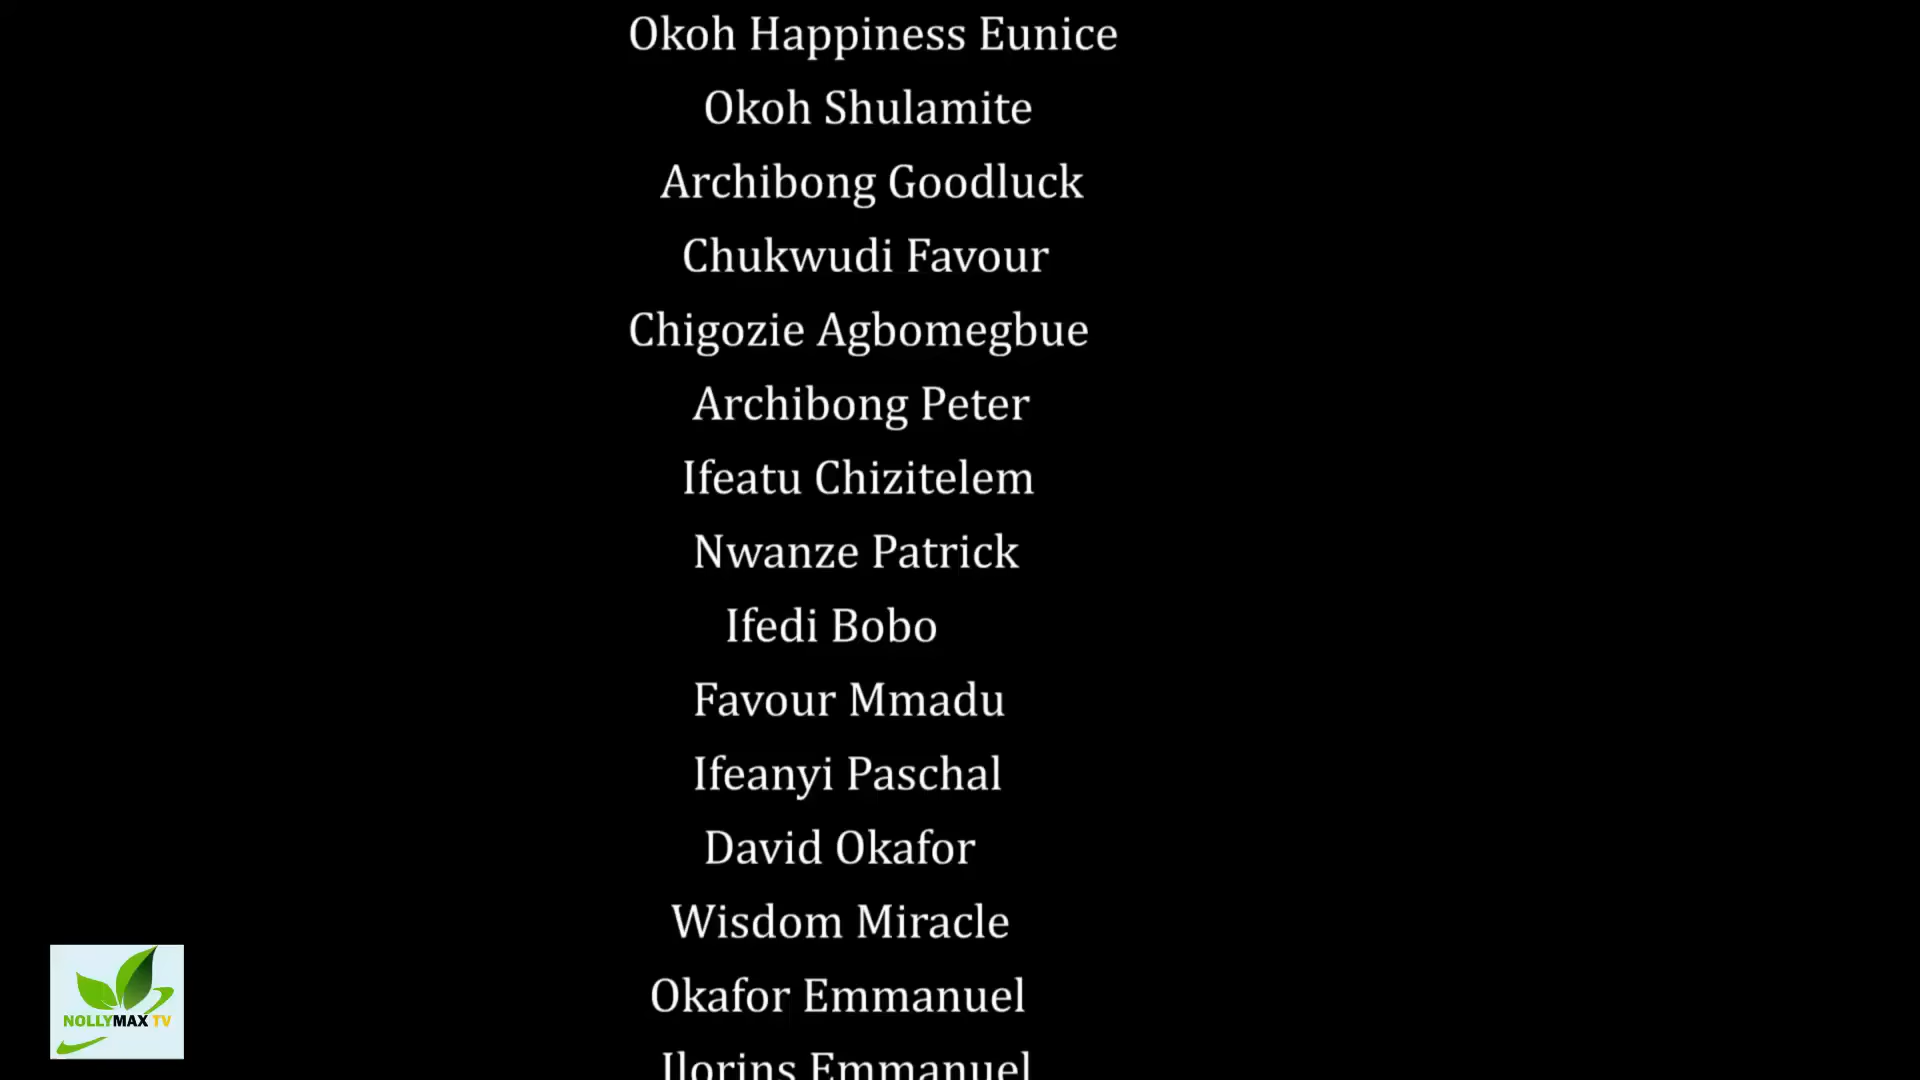 Okoh Happiness Eunice
Okoh Shulamite
Archibong Goodluck
Chukwudi Favour
Chigozie Agbomegbue
Archibong Peter
Ifeatu Chizitelem
Nwanze Patrick
Ifedi Bobo
Favour Mmadu
Ifeanyi Paschal
David Okafor
Wisdom Miracle
Okafor Emmanuel
Ilorins Emmanuel
NOLLYMAX TV